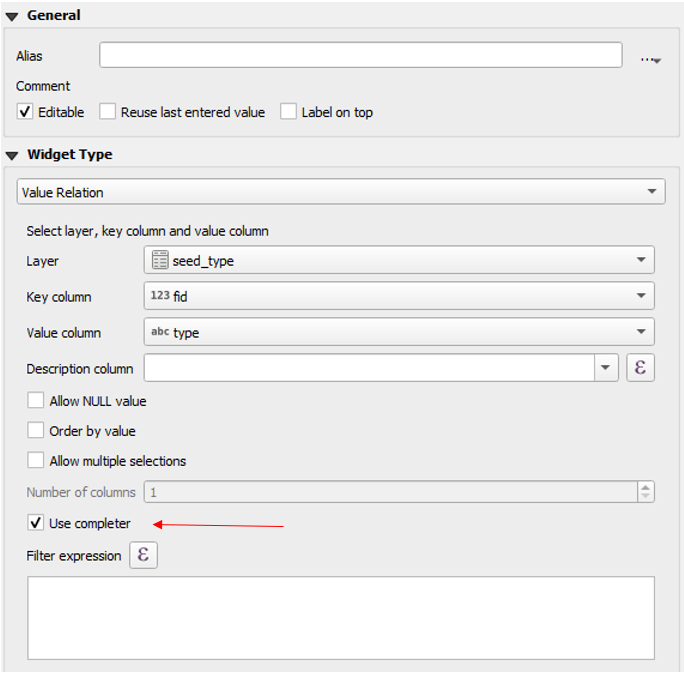 General
Alias
...
Comment
Editable Reuse last entered value Label on top
Widget Type
Value Relation
Select layer, key column and value column
Layer seed_type
Key column 123 fid
Value column abc type
Description column ε
Allow NULL value
Order by value
Allow multiple selections
Number of columns 1
Use completer
Filter expression ε